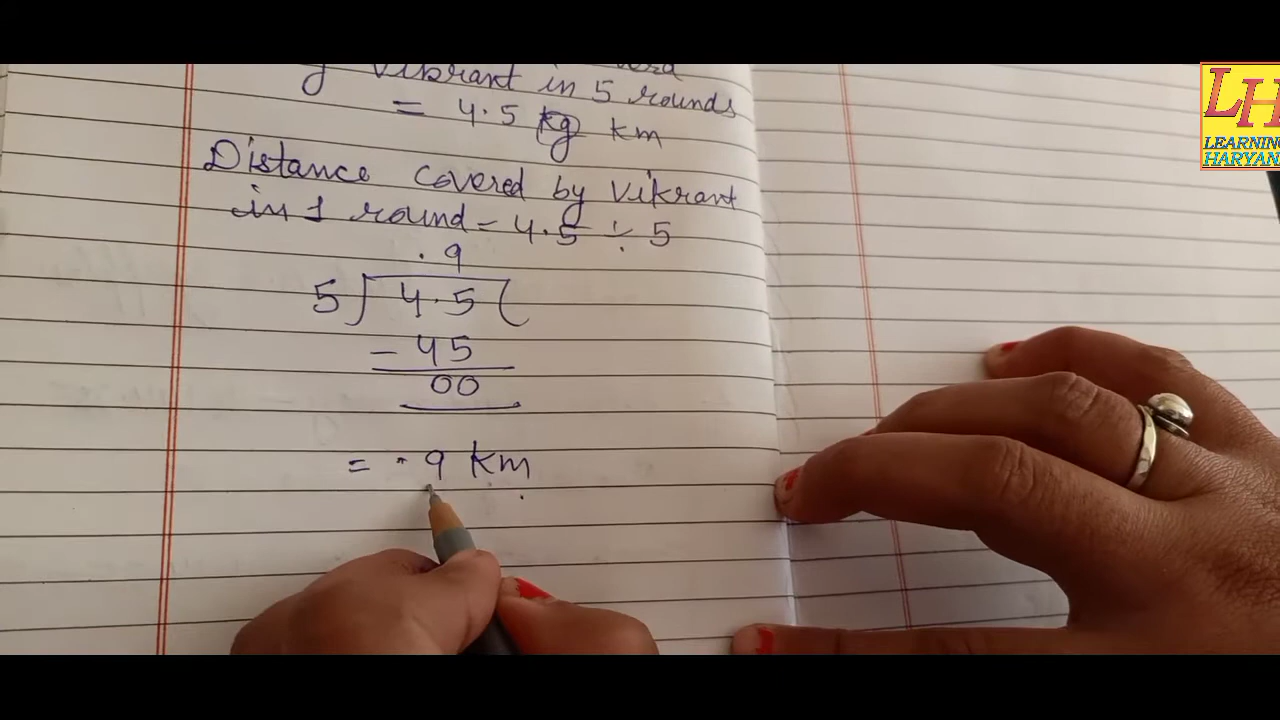 y Vikrant in 5 rounds
= 4.5 kg km
Distance covered by Vikrant
in 1 round = 4.5 ÷ 5
.9
5 4.5
- 45
00
= .9 km
LH
LEARNING
HARYAN